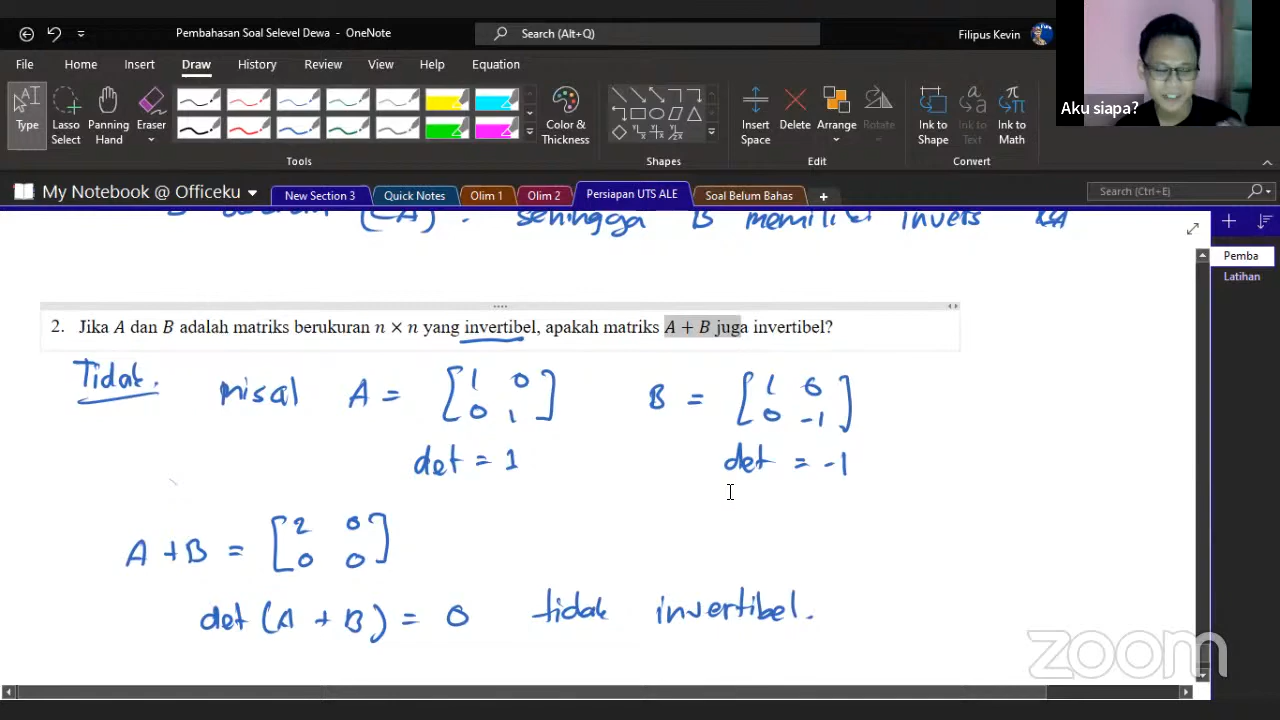 Pembahasan Soal Selevel Dewa - OneNote
Search (Alt+Q)
Filipus Kevin
Aku siapa?
File Home Insert Draw History Review View Help Equation
Type
Lasso Select
Panning Hand
Eraser
Color & Thickness
Insert Space
Delete
Arrange
Rotate
Ink to Shape
Ink to Text
Ink to Math
Tools Shapes Edit Convert
My Notebook @ Officeku
New Section 3 Quick Notes Olim 1 Olim 2 Persiapan UTS ALE Soal Belum Bahas +
Search (Ctrl+E)
Pemba
Latihan
(CA). sehingga B memiliki invers
2. Jika A dan B adalah matriks berukuran n × n yang invertibel, apakah matriks A + B juga invertibel?
Tidak. misal A = [1 0; 0 1] B = [1 0; 0 -1]
det = 1 det = -1
A + B = [2 0; 0 0]
det (A + B) = 0 tidak invertibel.
zoom